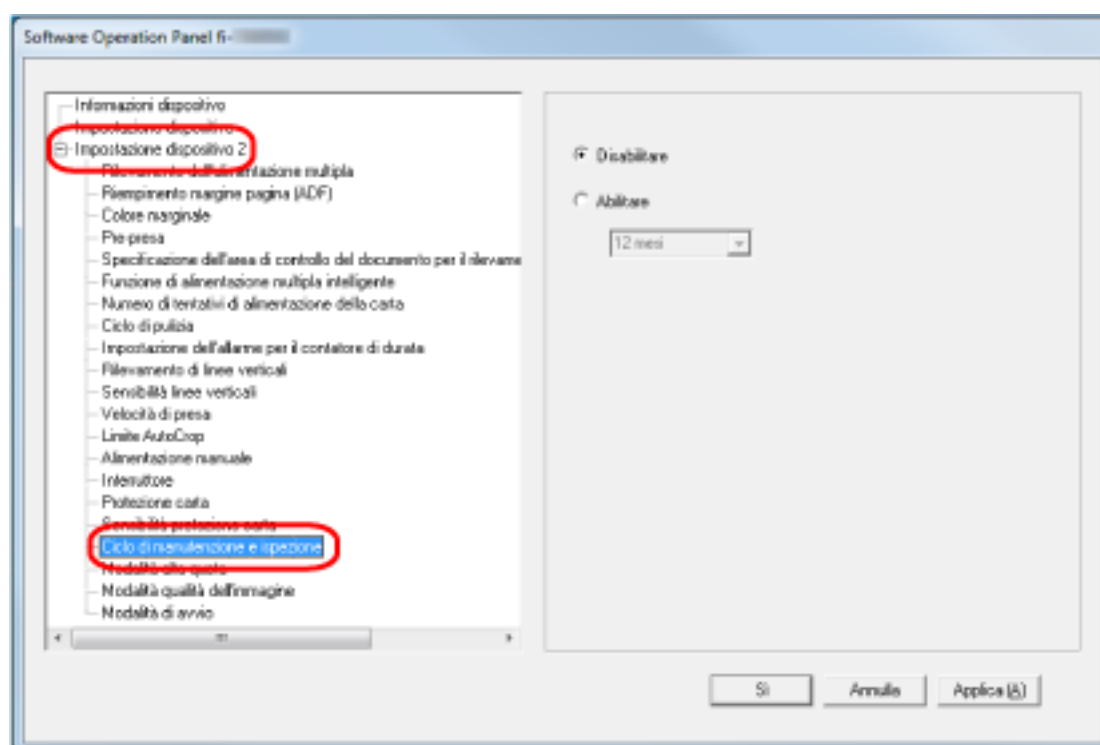 Software Operation Panel fi-
Informazioni dispositivo
Impostazione dispositivo
Impostazione dispositivo 2
Rilevamento dell'alimentazione multipla
Riempimento margine pagina (ADF)
Colore marginale
Pre-presa
Specificazione dell'area di controllo del documento per il rilevame
Funzione di alimentazione multipla intelligente
Numero di tentativi di alimentazione della carta
Ciclo di pulizia
Impostazione dell'allarme per il contatore di durata
Rilevamento di linee verticali
Sensibilità linee verticali
Velocità di presa
Limite AutoCrop
Alimentazione manuale
Interruttore
Protezione carta
Sensibilità protezione carta
Ciclo di manutenzione e ispezione
Modalità alta quota
Modalità qualità dell'immagine
Modalità di avvio
Disabilitare
Abilitare
12 mesi
Sì Annulla Applica (A)